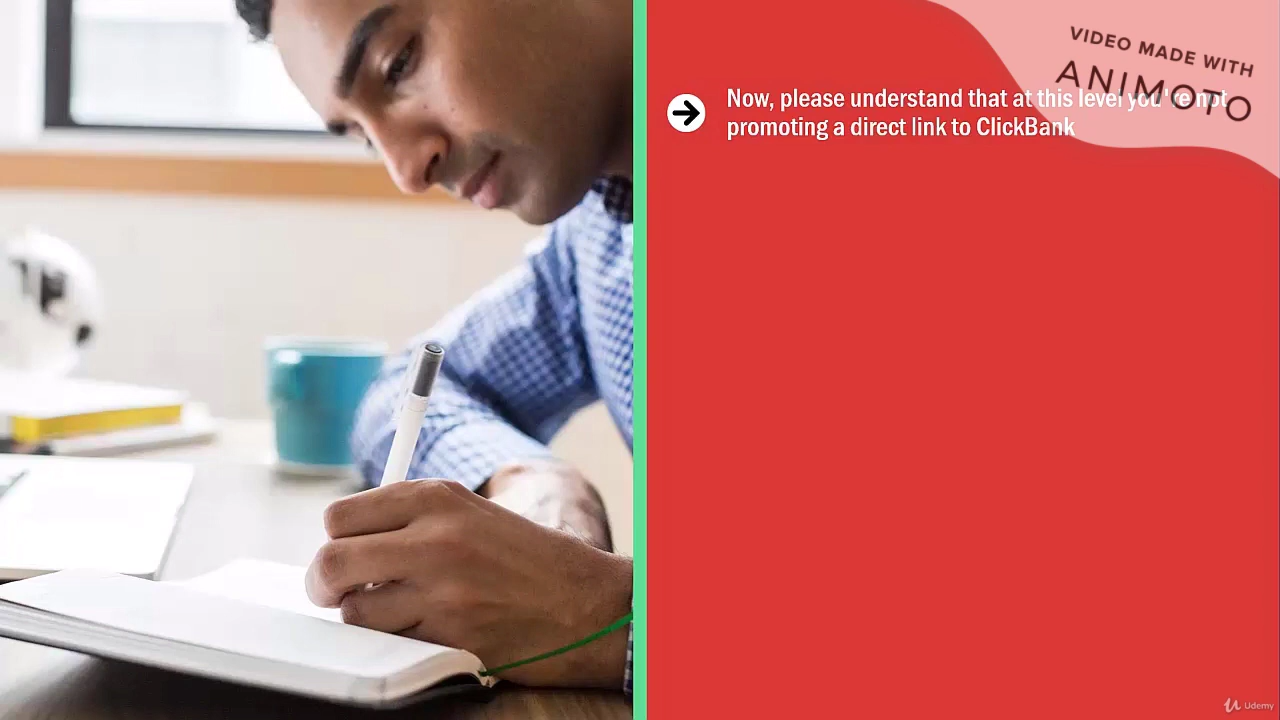 VIDEO MADE WITH
ANIMOTO
Now, please understand that at this level you're not
promoting a direct link to ClickBank
Udemy